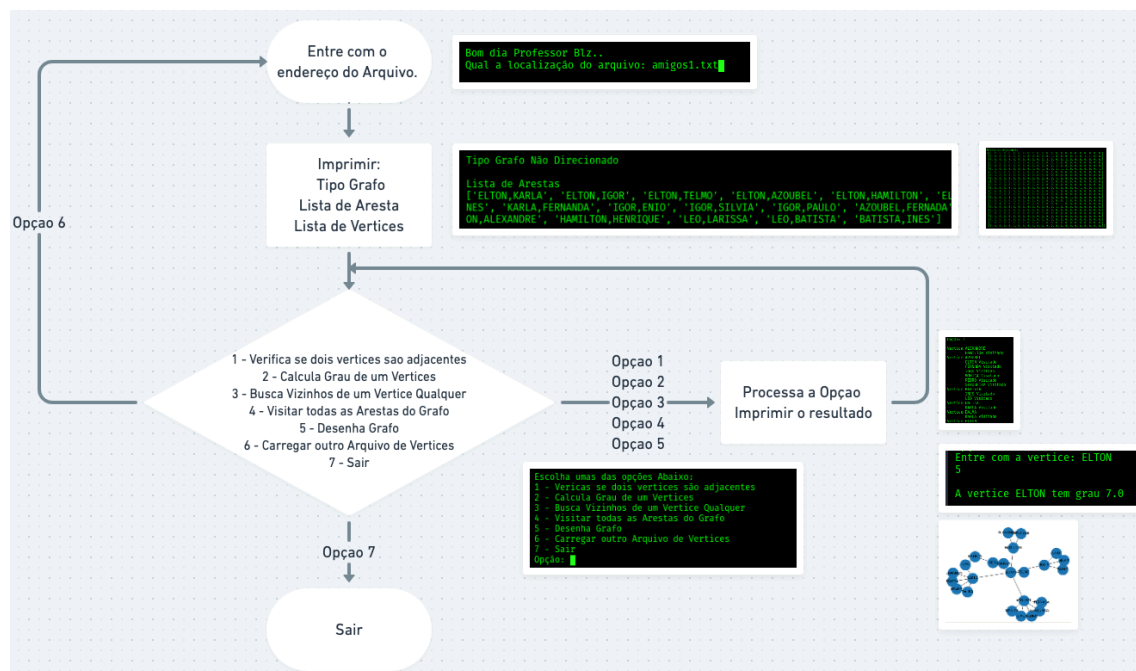 Entre com o
endereço do Arquivo.
Bom dia Professor Blz..
Qual a localização do arquivo: amigos1.txt
Imprimir:
Tipo Grafo
Lista de Aresta
Lista de Vertices
Tipo Grafo Não Direcionado
Lista de Arestas
['ELTON,KARLA', 'ELTON,IGOR', 'ELTON,TELMO', 'ELTON,AZOUBEL', 'ELTON,HAMILTON', 'EL
NES', 'KARLA,FERNANDA', 'IGOR,ENIO', 'IGOR,SILVIA', 'IGOR,PAULO', 'AZOUBEL,FERNADA'
ON,ALEXANDRE', 'HAMILTON,HENRIQUE', 'LEO,LARISSA', 'LEO,BATISTA', 'BATISTA,INES']
Opçao 6
1 - Verifica se dois vertices sao adjacentes
2 - Calcula Grau de um Vertices
3 - Busca Vizinhos de um Vertice Qualquer
4 - Visitar todas as Arestas do Grafo
5 - Desenha Grafo
6 - Carregar outro Arquivo de Vertices
7 - Sair
Opçao 1
Opçao 2
Opçao 3
Opçao 4
Opçao 5
Processa a Opçao
Imprimir o resultado
Escolha umas das opções Abaixo:
1 - Vericas se dois vertices são adjacentes
2 - Calcula Grau de um Vertices
3 - Busca Vizinhos de um Vertice Qualquer
4 - Visitar todas as Arestas do Grafo
5 - Desenha Grafo
6 - Carregar outro Arquivo de Vertices
7 - Sair
Opção:
Entre com a vertice: ELTON
5
A vertice ELTON tem grau 7.0
Opçao 7
Sair